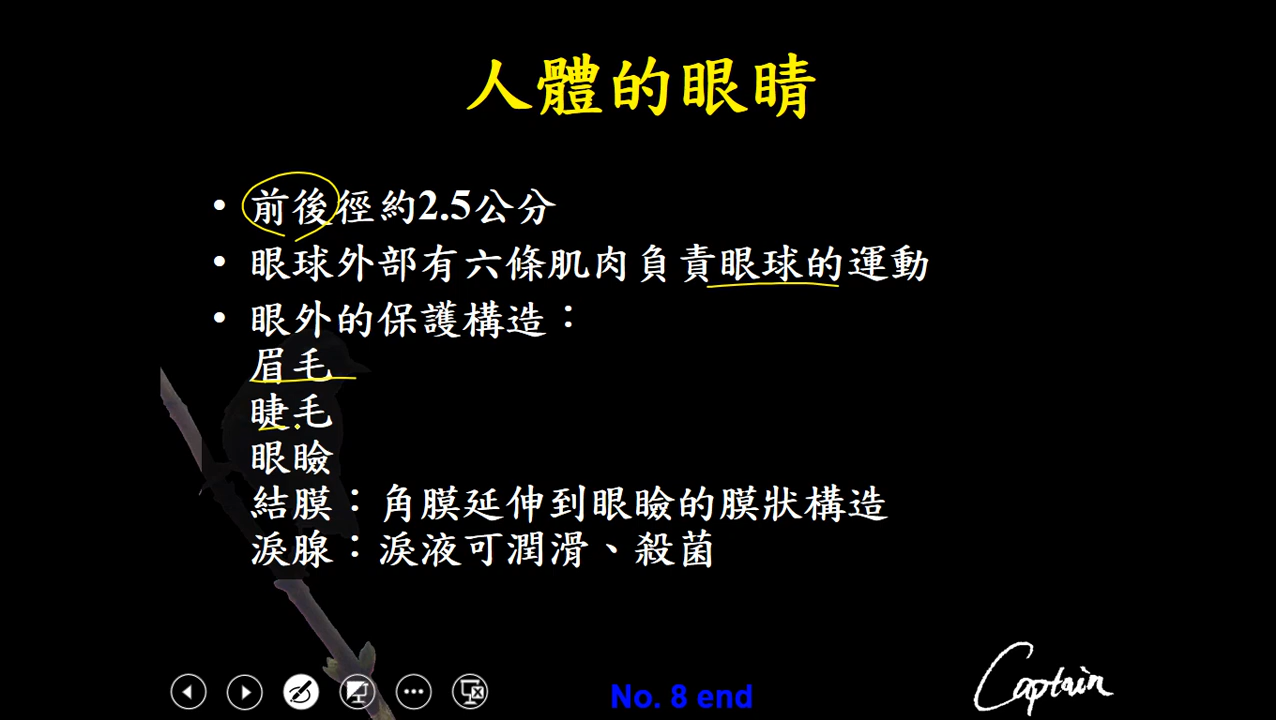 人體的眼睛
• 前後徑約2.5公分
• 眼球外部有六條肌肉負責眼球的運動
• 眼外的保護構造：
眉毛
睫毛
眼瞼
結膜：角膜延伸到眼瞼的膜狀構造
淚腺：淚液可潤滑、殺菌
No. 8 end
Captain